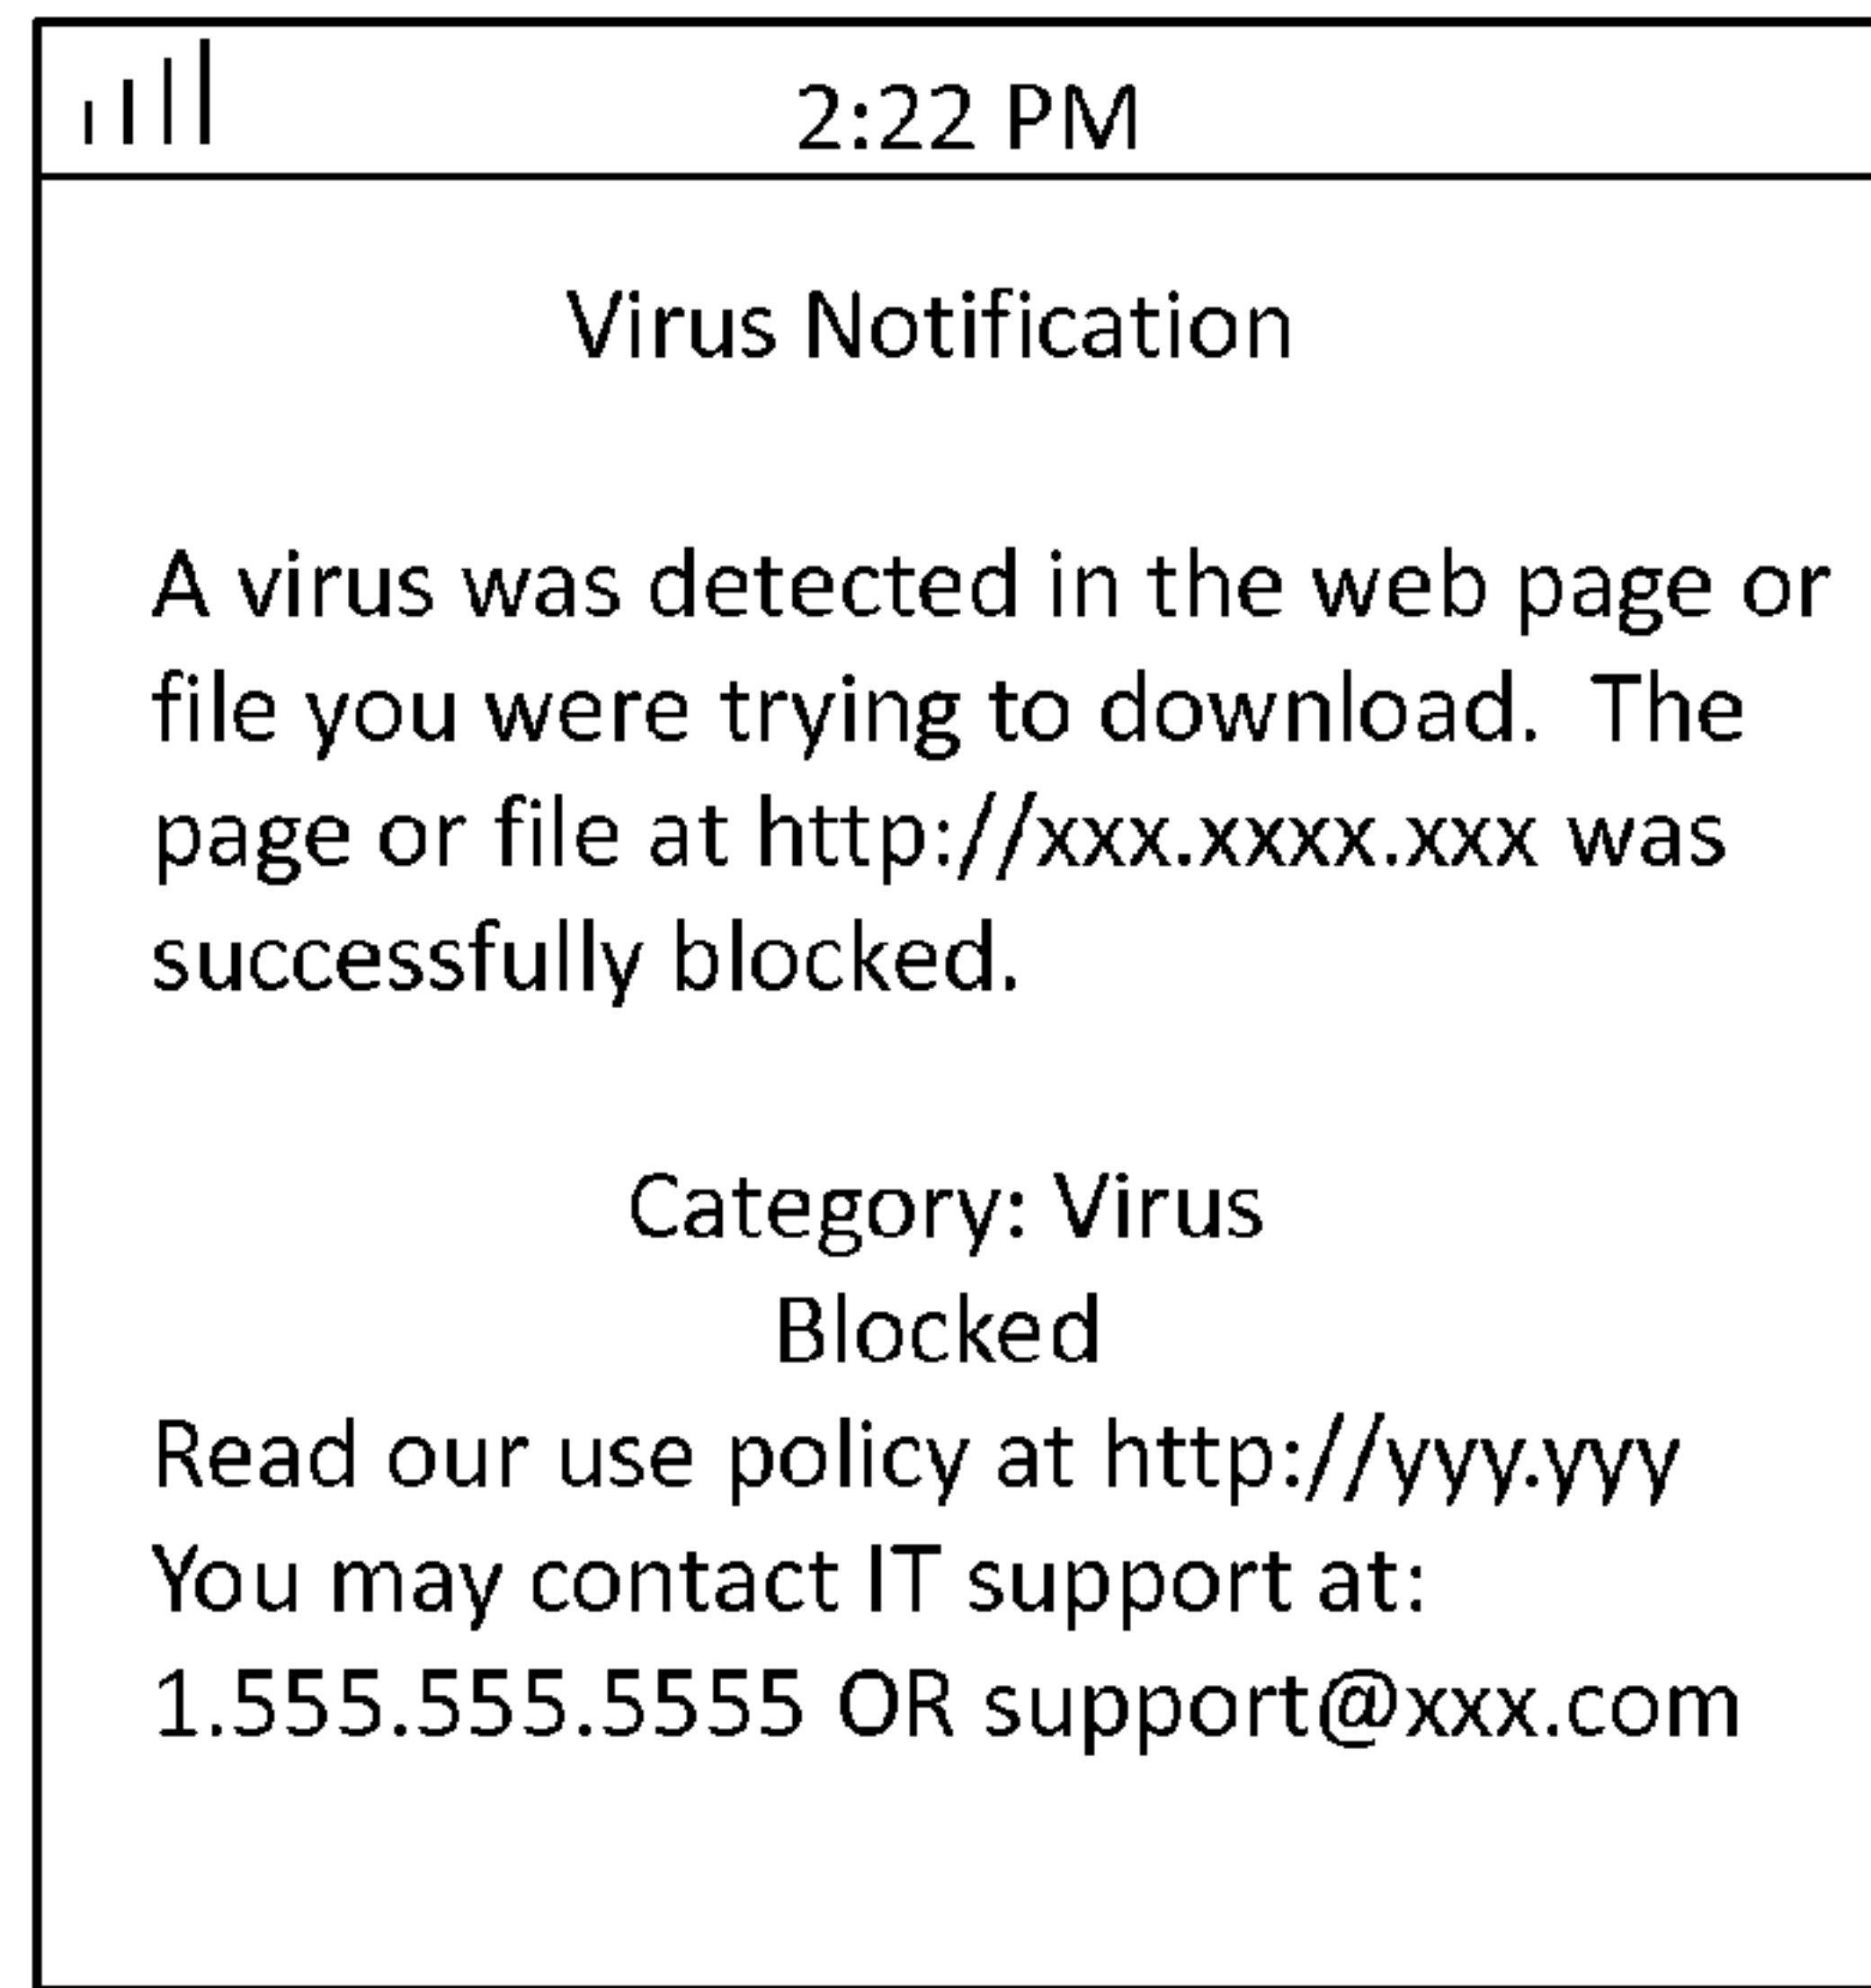 2:22 PM
Virus Notification
A virus was detected in the web page or
file you were trying to download.  The
page or file at http://xxx.xxxx.xxx was
successfully blocked.
Category: Virus
Blocked
Read our use policy at http://yyy.yyy
You may contact IT support at:
1.555.555.5555 OR support@xxx.com